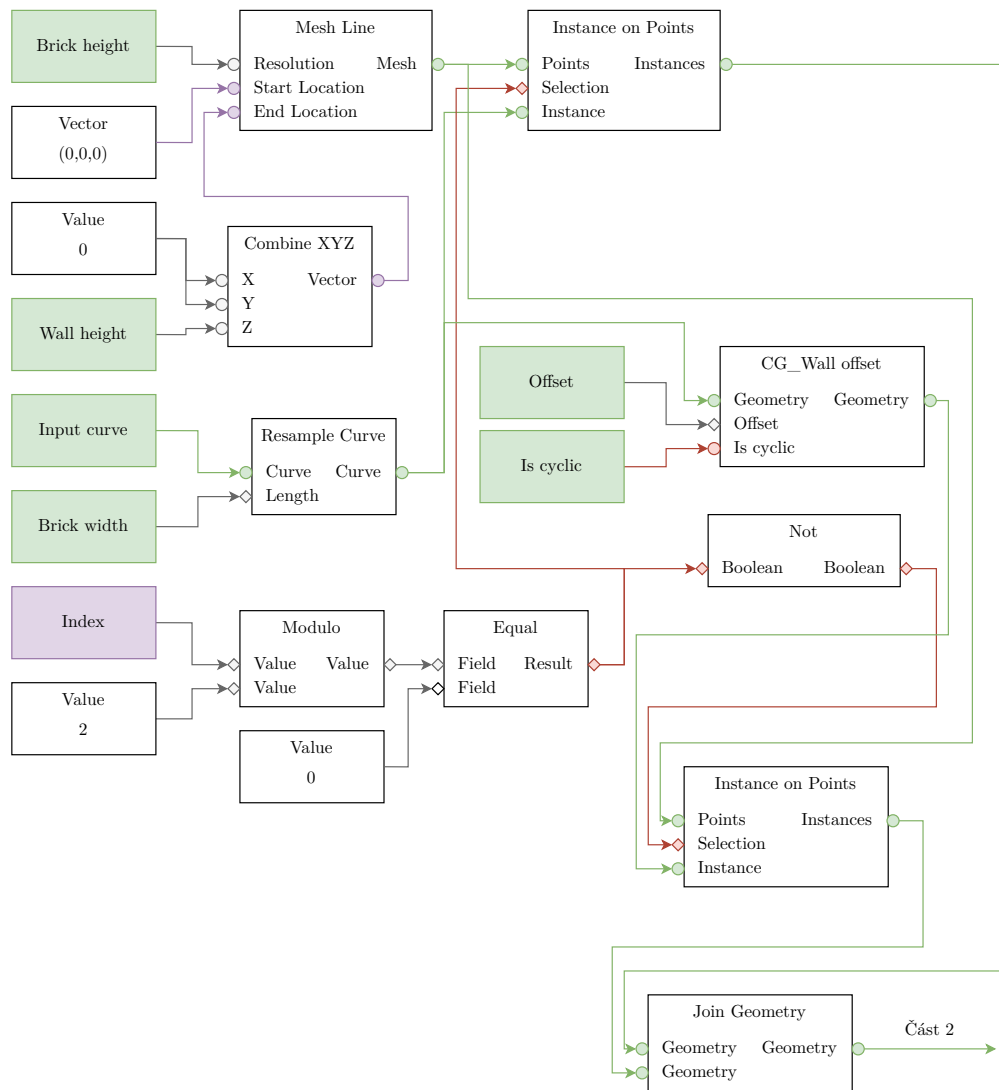 Brick height
Mesh Line
Resolution Mesh
Start Location
End Location
Instance on Points
Points Instances
Selection
Instance
Vector
(0,0,0)
Value
0
Combine XYZ
X Vector
Y
Z
Wall height
Offset
Is cyclic
CG_Wall offset
Geometry Geometry
Offset
Is cyclic
Input curve
Resample Curve
Curve Curve
Length
Brick width
Not
Boolean Boolean
Index
Modulo
Value Value
Value
Equal
Field Result
Field
Value
2
Value
0
Instance on Points
Points Instances
Selection
Instance
Join Geometry
Geometry Geometry
Geometry
Část 2